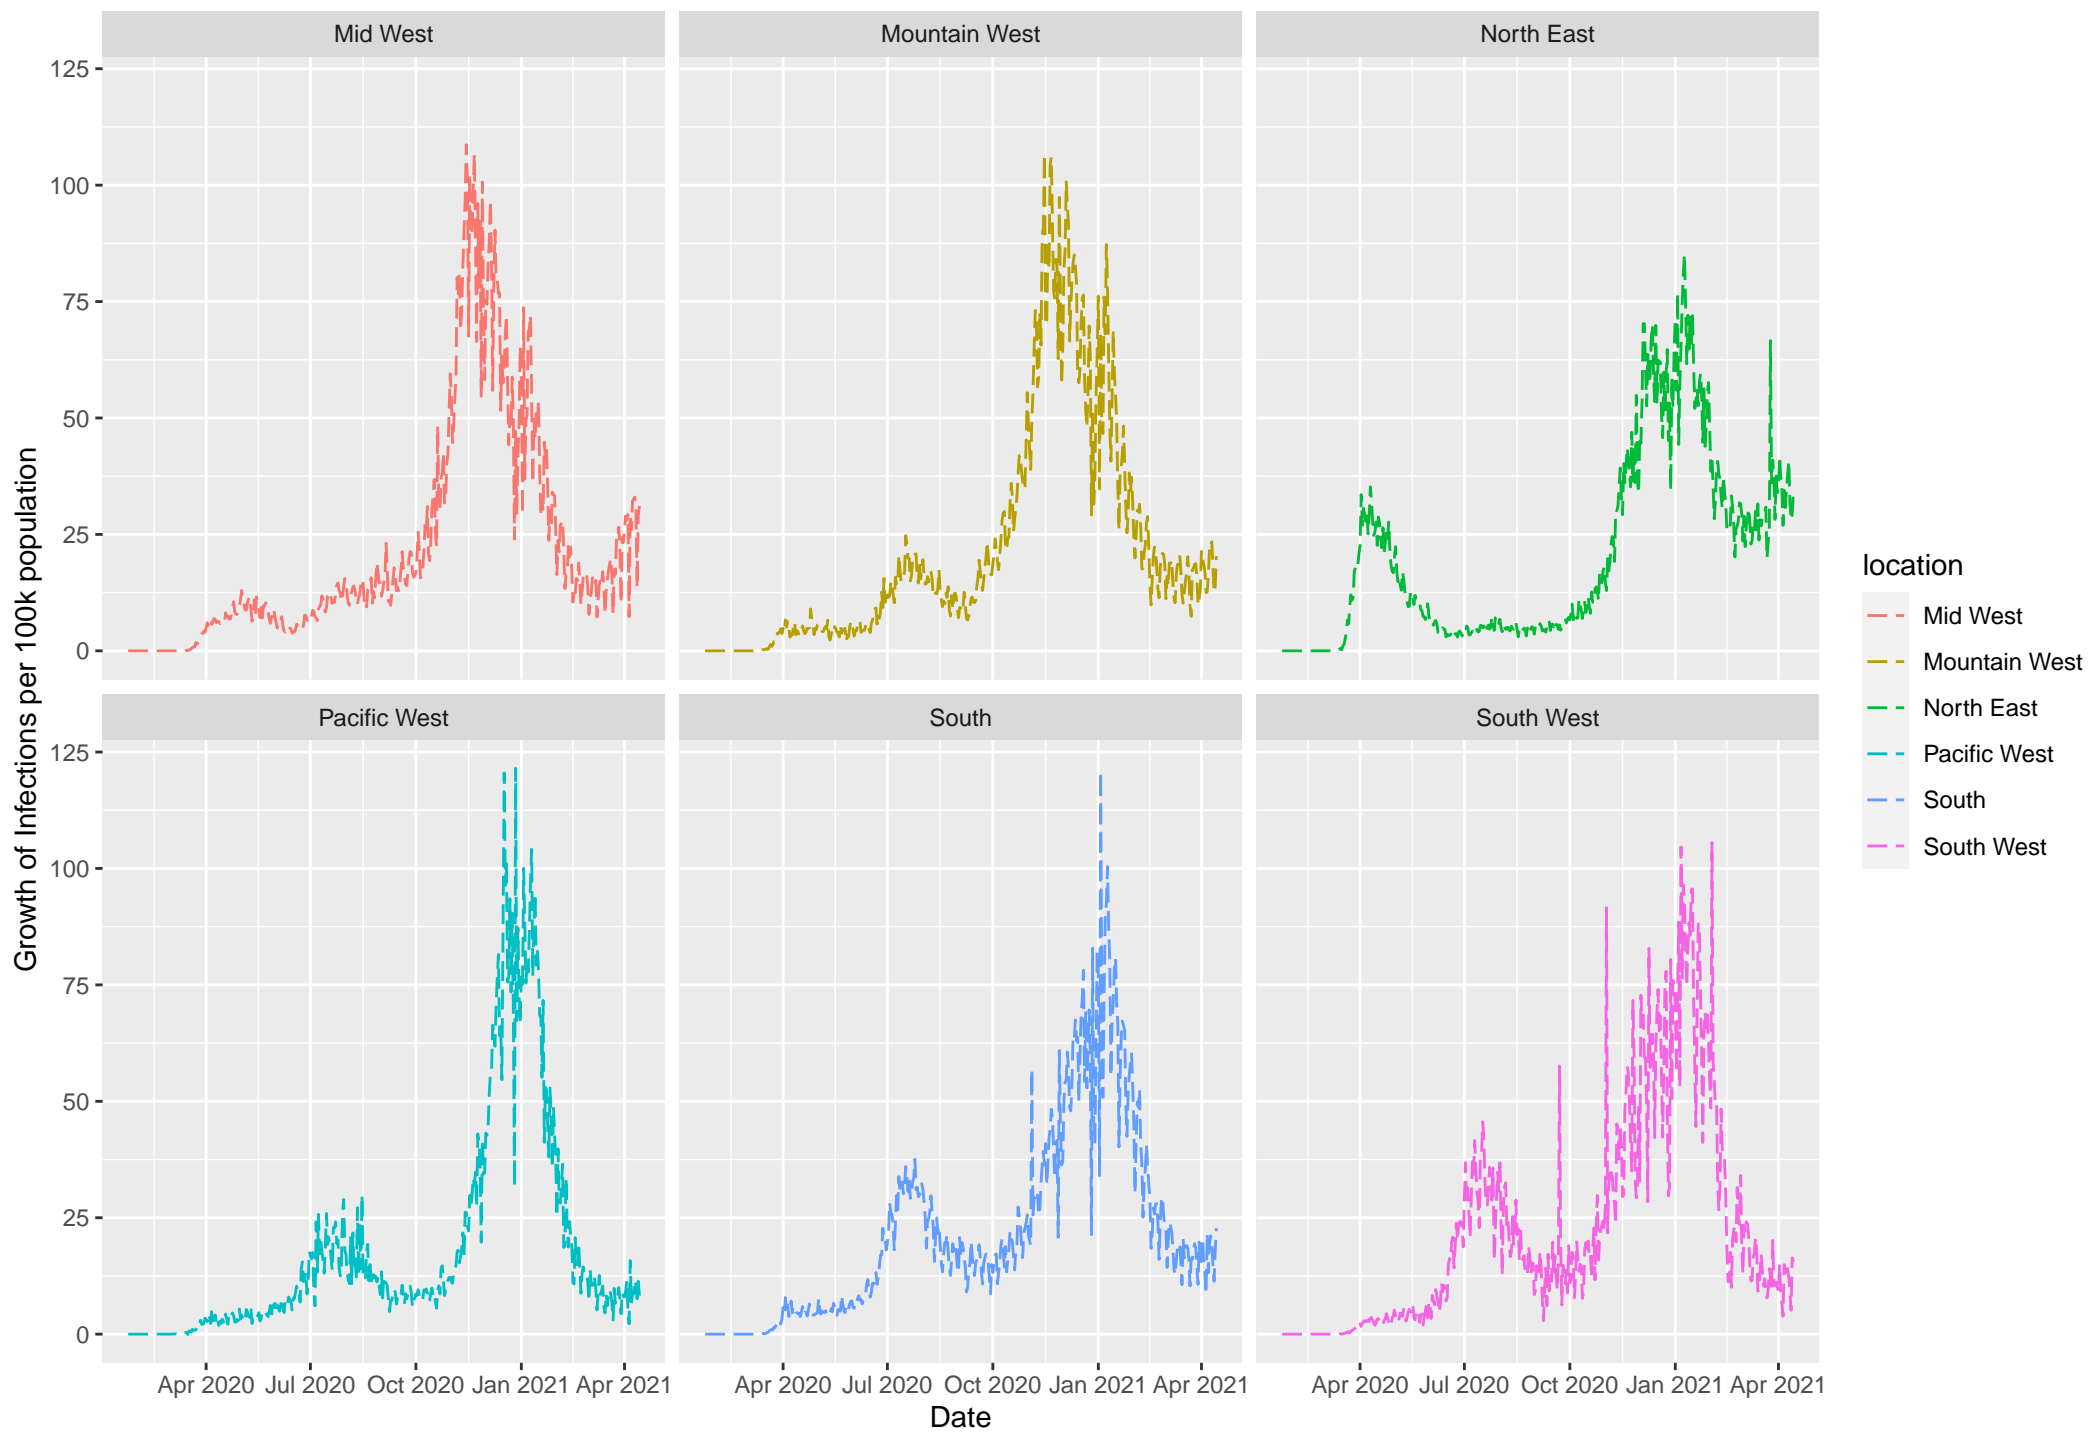 Mid West
Mountain West
North East
125
100
75
50
25
0
Pacific West
South
South West
125
100
75
50
25
0
Apr 2020 Jul 2020 Oct 2020 Jan 2021 Apr 2021
Apr 2020 Jul 2020 Oct 2020 Jan 2021 Apr 2021
Apr 2020 Jul 2020 Oct 2020 Jan 2021 Apr 2021
Date
Growth of Infections per 100k population
location
Mid West
Mountain West
North East
Pacific West
South
South West